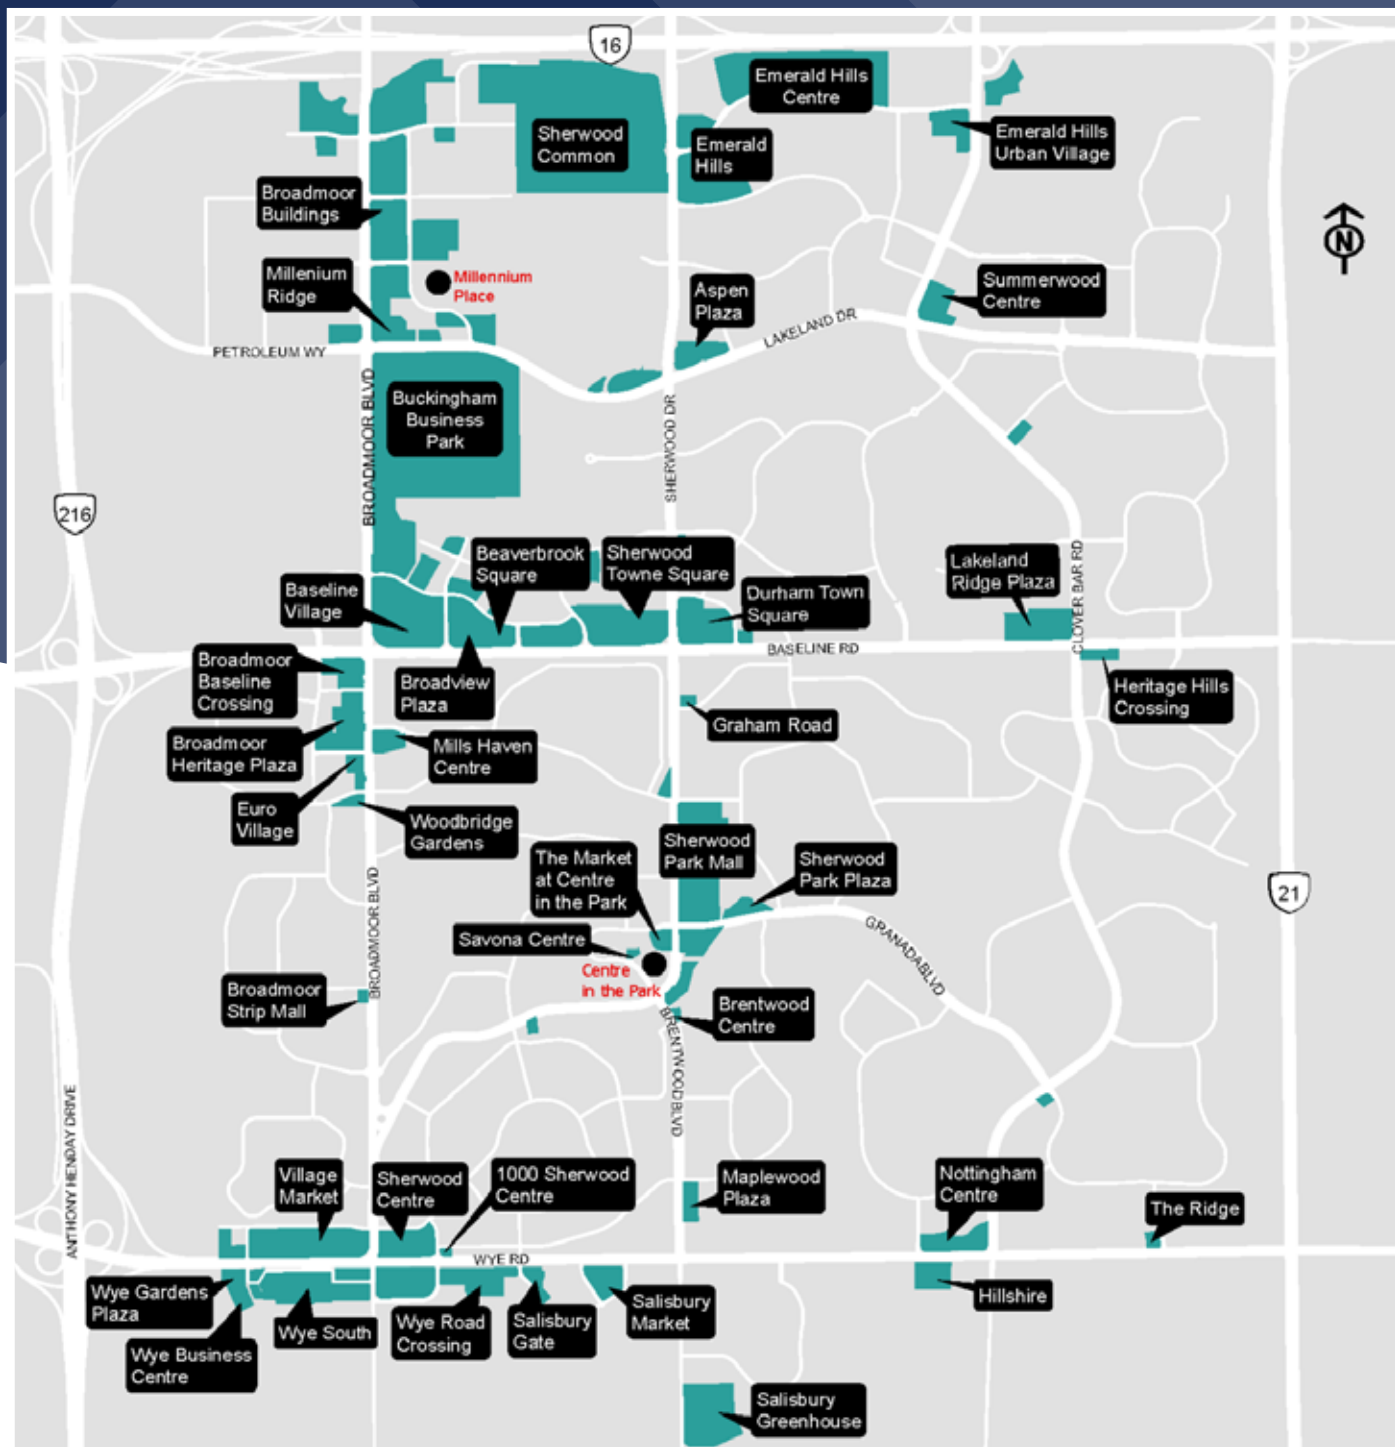 16
Emerald Hills
Centre
Sherwood
Common
Emerald
Hills
Emerald Hills
Urban Village
Broadmoor
Buildings
N
Millenium
Ridge
Millennium
Place
Aspen
Plaza
Summerwood
Centre
LAKELAND DR
PETROLEUM WY
BROADMOOR BLVD
Buckingham
Business
Park
SHERWOOD DR
216
Beaverbrook
Square
Sherwood
Towne Square
Lakeland
Ridge Plaza
CLOVER BAR RD
Baseline
Village
Durham Town
Square
BASELINE RD
Broadmoor
Baseline
Crossing
Broadview
Plaza
Heritage Hills
Crossing
Graham Road
Broadmoor
Heritage Plaza
Mills Haven
Centre
Euro
Village
Woodbridge
Gardens
Sherwood
Park Mall
The Market
at Centre
in the Park
Sherwood
Park Plaza
21
BROADMOOR BLVD
Savona Centre
GRANADABLVD
Centre
in the Park
Broadmoor
Strip Mall
Brentwood
Centre
BRENTWOODBLVD
ANTHONY HENDAY DRIVE
Village
Market
Sherwood
Centre
1000 Sherwood
Centre
Maplewood
Plaza
Nottingham
Centre
The Ridge
WYE RD
Wye Gardens
Plaza
Wye South
Wye Road
Crossing
Salisbury
Gate
Salisbury
Market
Hillshire
Wye Business
Centre
Salisbury
Greenhouse